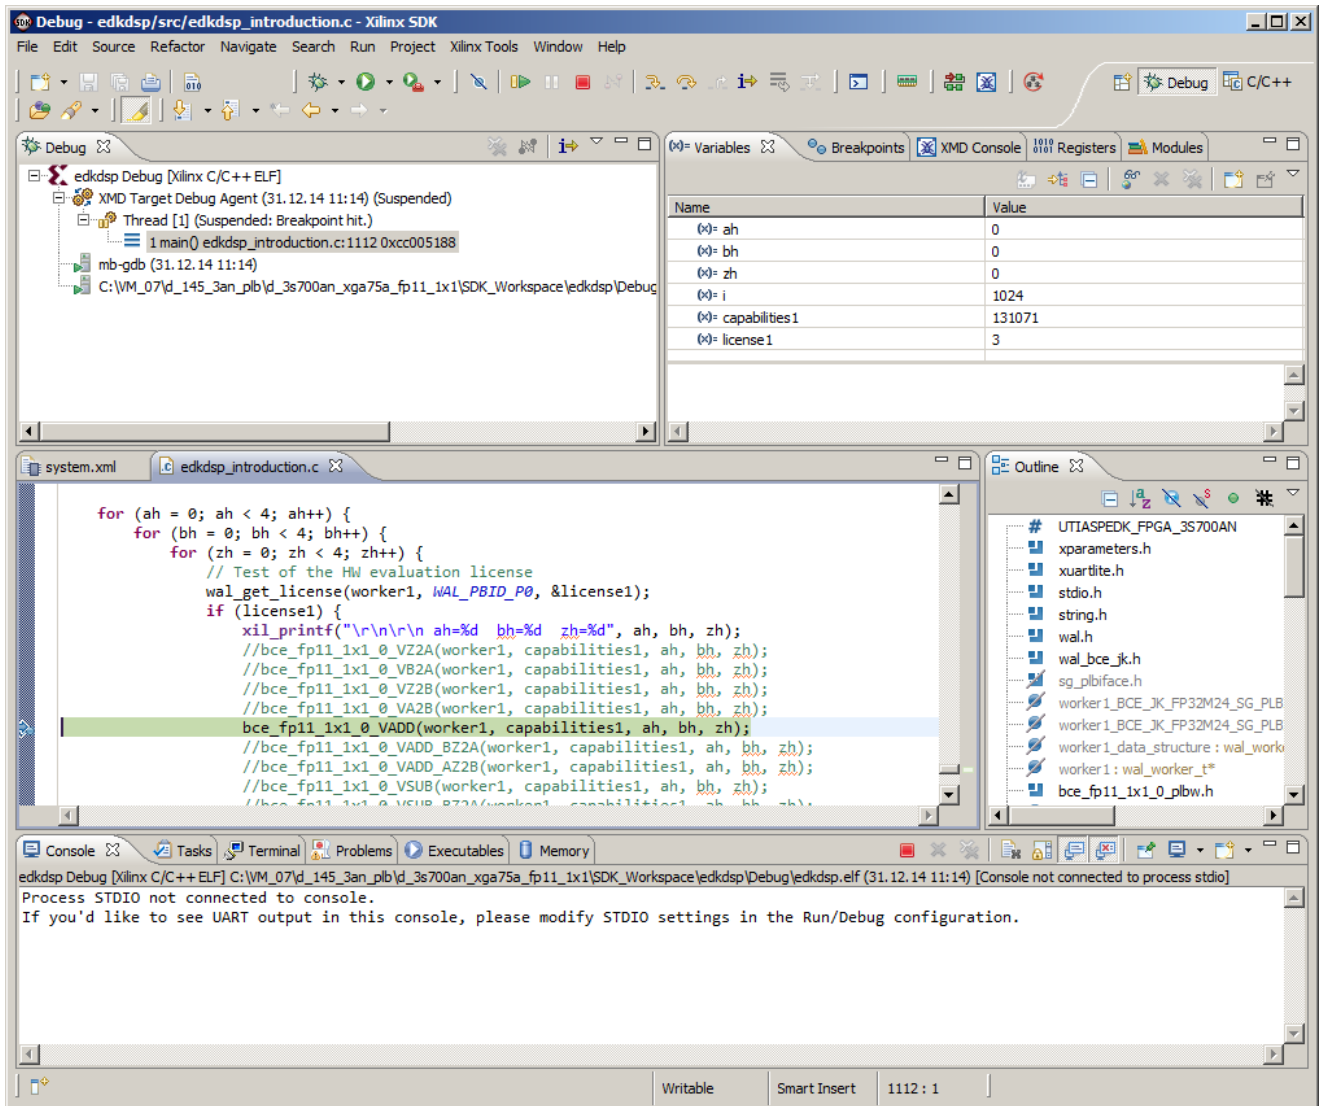 Debug - edkdsp/src/edkdsp_introduction.c - Xilinx SDK
File Edit Source Refactor Navigate Search Run Project Xilinx Tools Window Help
Debug C/C++
Debug
edkdsp Debug [Xilinx C/C++ ELF]
XMD Target Debug Agent (31.12.14 11:14) (Suspended)
Thread [1] (Suspended: Breakpoint hit.)
1 main() edkdsp_introduction.c:1112 0xcc005188
mb-gdb (31.12.14 11:14)
C:\VM_07\d_145_3an_plb\d_3s700an_xga75a_fp11_1x1\SDK_Workspace\edkdsp\Debug
(x)= Variables Breakpoints XMD Console 1010 0101 Registers Modules
Name Value
(x)= ah 0
(x)= bh 0
(x)= zh 0
(x)= i 1024
(x)= capabilities1 131071
(x)= license1 3
system.xml edkdsp_introduction.c
for (ah = 0; ah < 4; ah++) {
for (bh = 0; bh < 4; bh++) {
for (zh = 0; zh < 4; zh++) {
// Test of the HW evaluation license
wal_get_license(worker1, WAL_PBID_P0, &license1);
if (license1) {
xil_printf("\r\n\r\n ah=%d  bh=%d  zh=%d", ah, bh, zh);
//bce_fp11_1x1_0_VZ2A(worker1, capabilities1, ah, bh, zh);
//bce_fp11_1x1_0_VB2A(worker1, capabilities1, ah, bh, zh);
//bce_fp11_1x1_0_VZ2B(worker1, capabilities1, ah, bh, zh);
//bce_fp11_1x1_0_VA2B(worker1, capabilities1, ah, bh, zh);
bce_fp11_1x1_0_VADD(worker1, capabilities1, ah, bh, zh);
//bce_fp11_1x1_0_VADD_BZ2A(worker1, capabilities1, ah, bh, zh);
//bce_fp11_1x1_0_VADD_AZ2B(worker1, capabilities1, ah, bh, zh);
//bce_fp11_1x1_0_VSUB(worker1, capabilities1, ah, bh, zh);
//bce_fp11_1x1_0_VSUB_BZ2A(worker1, capabilities1, ah, bh, zh);
Outline
UTIASPEDK_FPGA_3S700AN
xparameters.h
xuartlite.h
stdio.h
string.h
wal.h
wal_bce_jk.h
sg_plbiface.h
worker1_BCE_JK_FP32M24_SG_PLB
worker1_BCE_JK_FP32M24_SG_PLB
worker1_data_structure : wal_work
worker1 : wal_worker_t*
bce_fp11_1x1_0_plbw.h
Console Tasks Terminal Problems Executables Memory
edkdsp Debug [Xilinx C/C++ ELF] C:\VM_07\d_145_3an_plb\d_3s700an_xga75a_fp11_1x1\SDK_Workspace\edkdsp\Debug\edkdsp.elf (31.12.14 11:14) [Console not connected to process stdio]
Process STDIO not connected to console.
If you'd like to see UART output in this console, please modify STDIO settings in the Run/Debug configuration.
Writable Smart Insert 1112 : 1